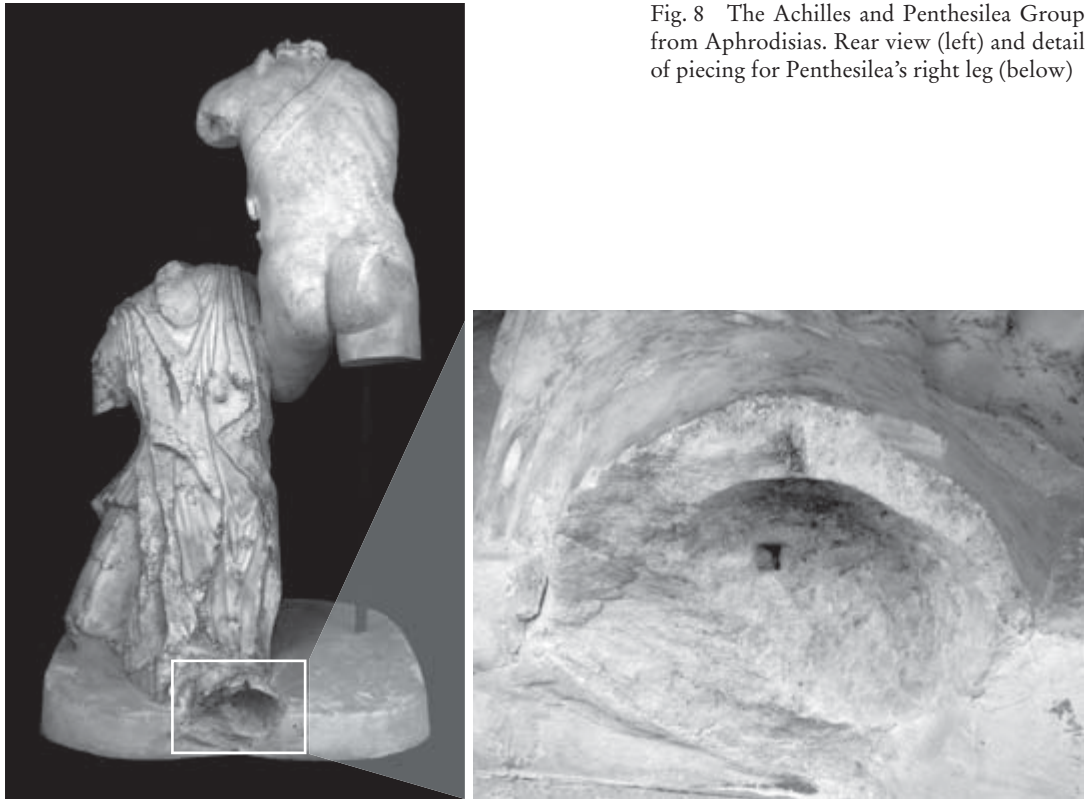 Fig. 8 The Achilles and Penthesilea Group
from Aphrodisias. Rear view (left) and detail
of piecing for Penthesilea’s right leg (below)